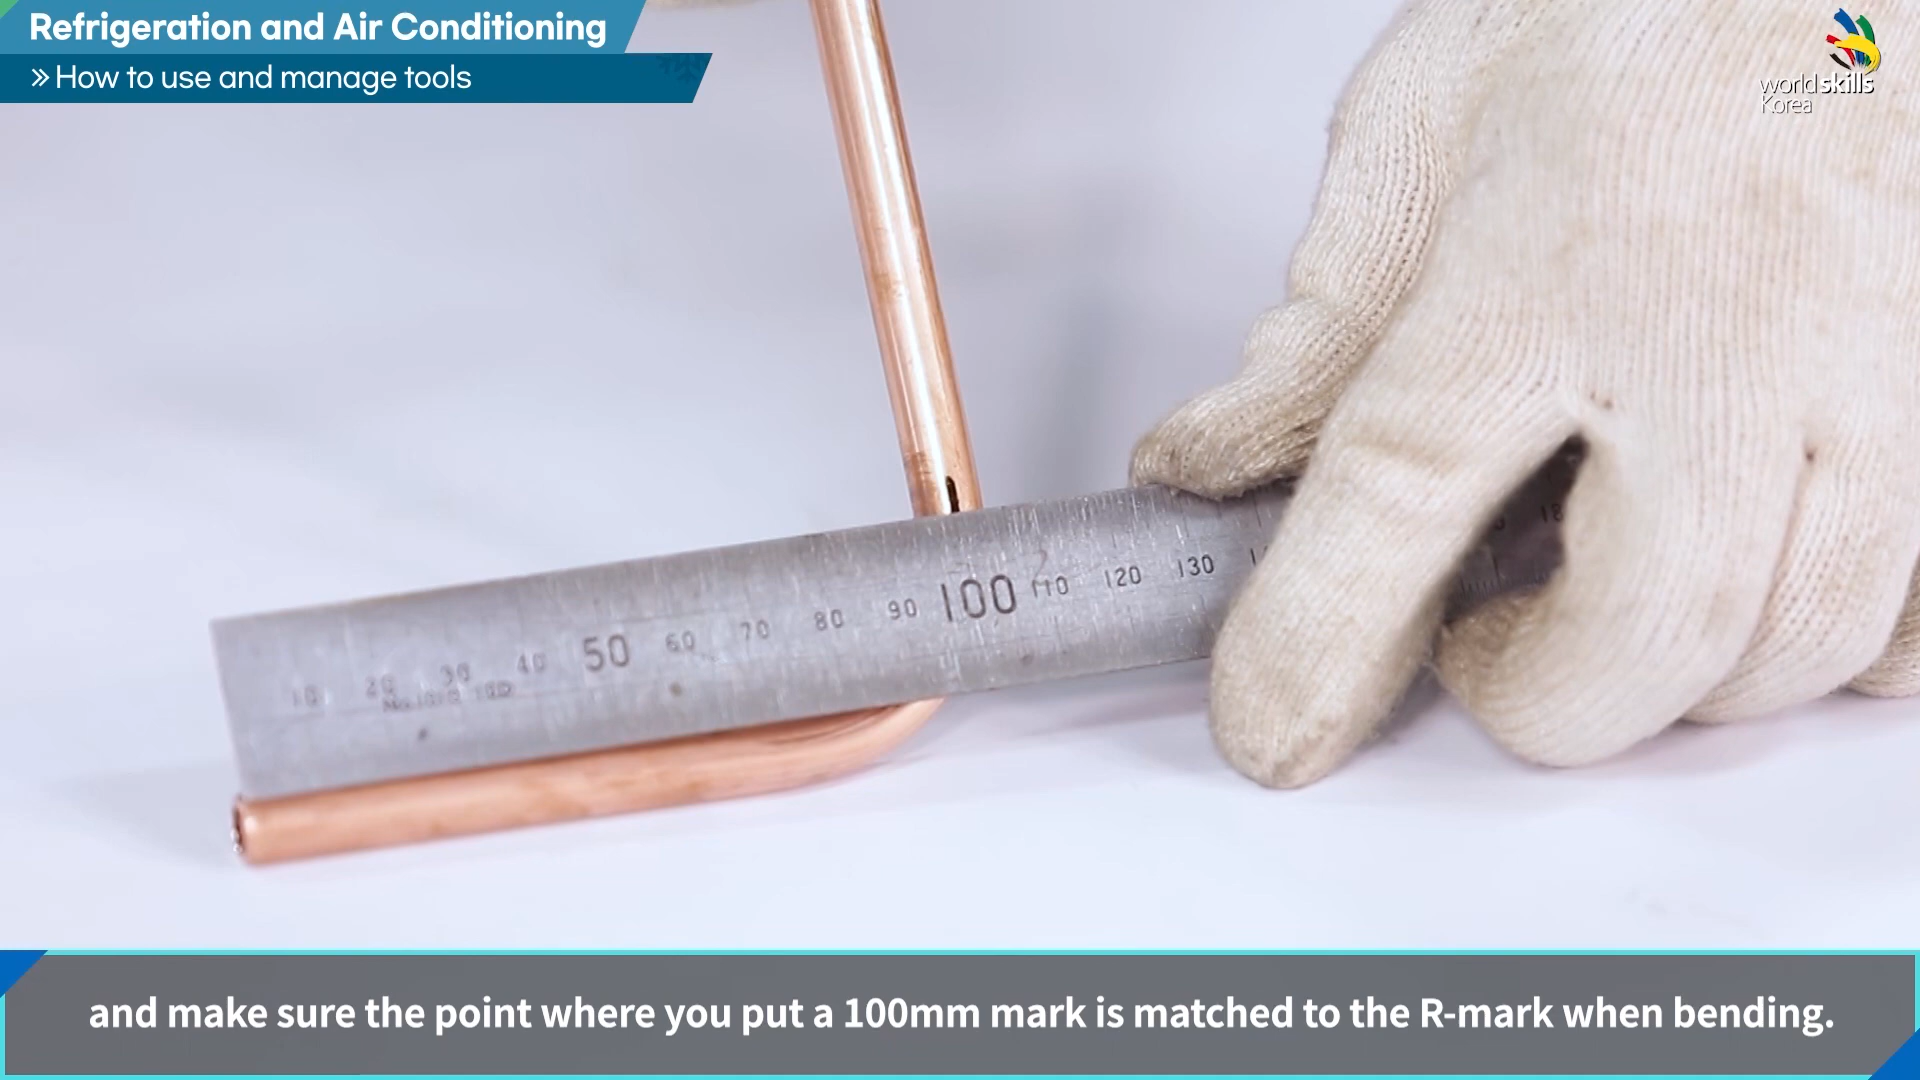 Refrigeration and Air Conditioning
» How to use and manage tools
worldskills
Korea
10 20 30 40 50 60 70 80 90 100 110 120 130
and make sure the point where you put a 100mm mark is matched to the R-mark when bending.